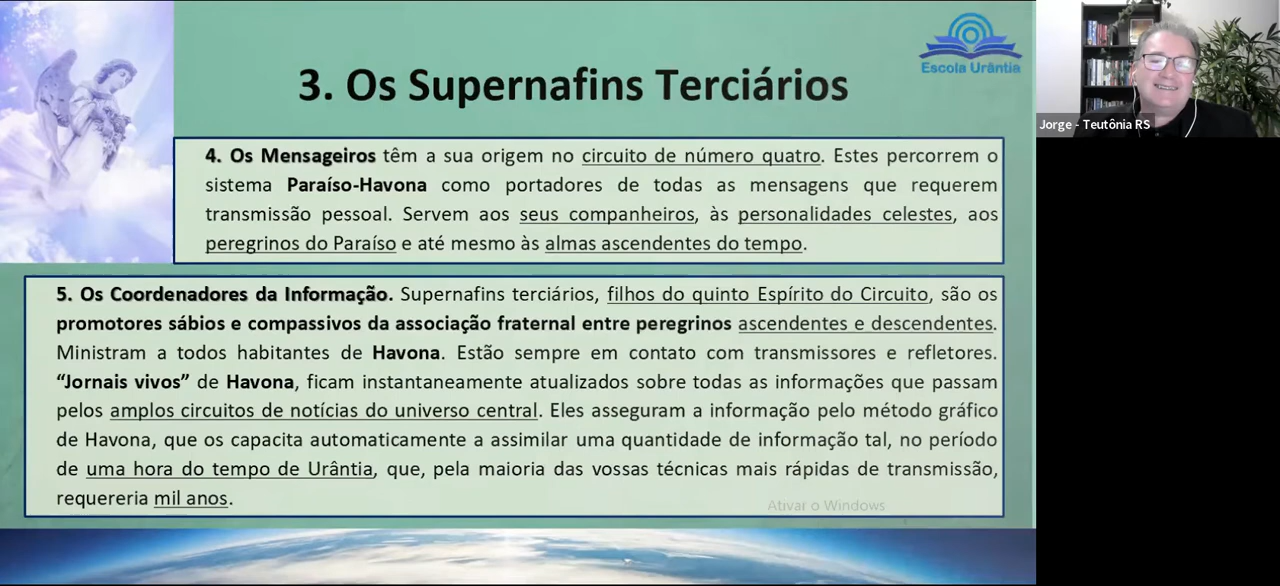 Escola Urântia
3. Os Supernafins Terciários
Jorge - Teutônia RS
4. Os Mensageiros têm a sua origem no circuito de número quatro. Estes percorrem o
sistema Paraíso-Havona como portadores de todas as mensagens que requerem
transmissão pessoal. Servem aos seus companheiros, às personalidades celestes, aos
peregrinos do Paraíso e até mesmo às almas ascendentes do tempo.
5. Os Coordenadores da Informação. Supernafins terciários, filhos do quinto Espírito do Circuito, são os
promotores sábios e compassivos da associação fraternal entre peregrinos ascendentes e descendentes.
Ministram a todos habitantes de Havona. Estão sempre em contato com transmissores e refletores.
“Jornais vivos” de Havona, ficam instantaneamente atualizados sobre todas as informações que passam
pelos amplos circuitos de notícias do universo central. Eles asseguram a informação pelo método gráfico
de Havona, que os capacita automaticamente a assimilar uma quantidade de informação tal, no período
de uma hora do tempo de Urântia, que, pela maioria das vossas técnicas mais rápidas de transmissão,
requereria mil anos.
Ativar o Windows